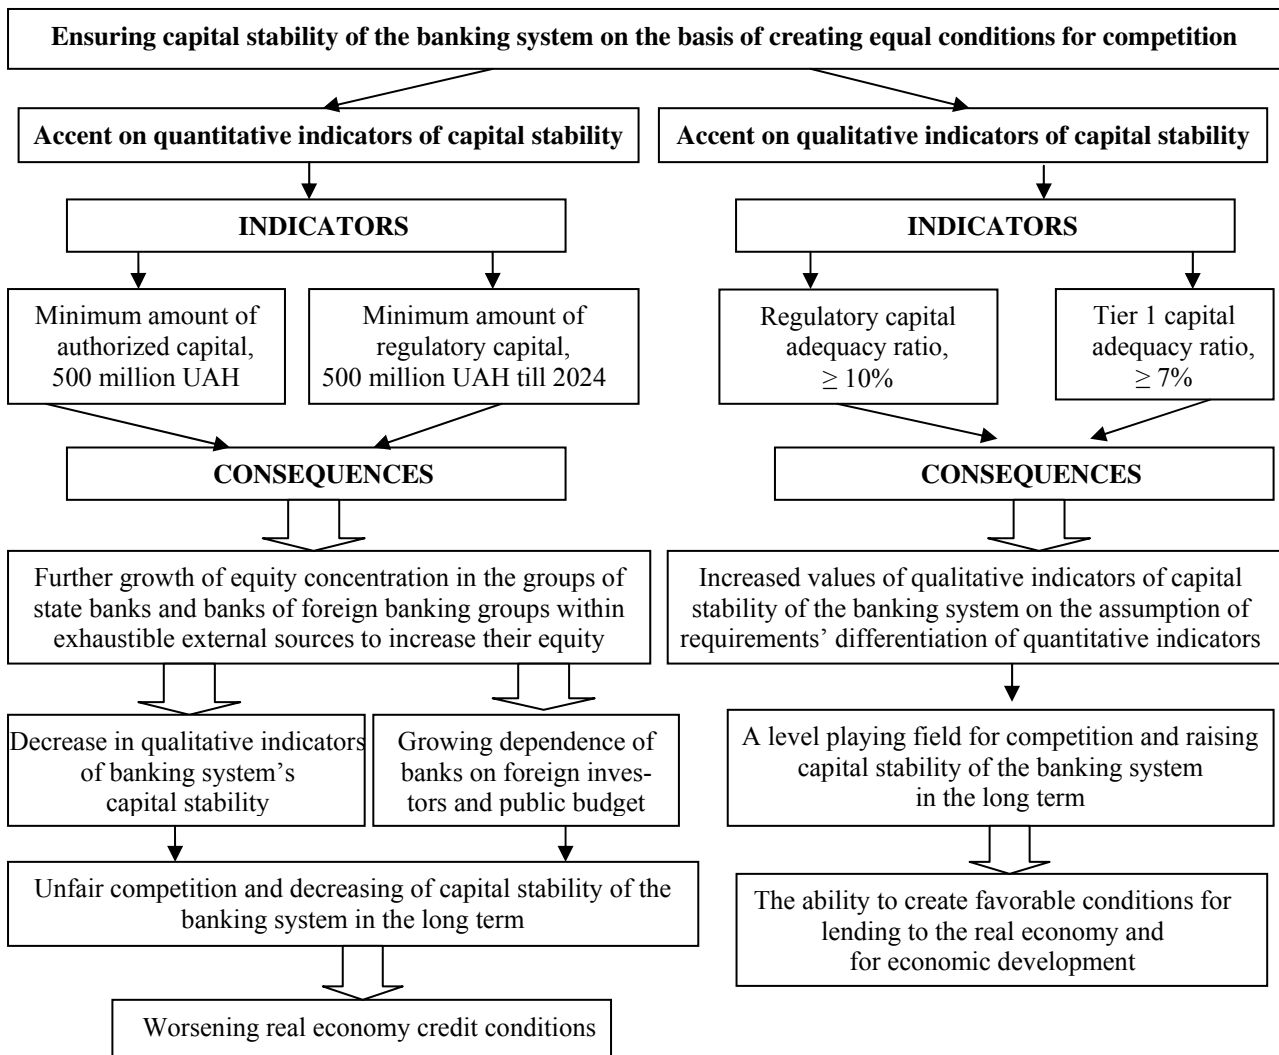 Ensuring capital stability of the banking system on the basis of creating equal conditions for competition
Accent on quantitative indicators of capital stability
Accent on qualitative indicators of capital stability
INDICATORS
INDICATORS
Minimum amount of
authorized capital,
500 million UAH
Minimum amount of
regulatory capital,
500 million UAH till 2024
Regulatory capital
adequacy ratio,
≥ 10%
Tier 1 capital
adequacy ratio,
≥ 7%
CONSEQUENCES
CONSEQUENCES
Further growth of equity concentration in the groups of
state banks and banks of foreign banking groups within
exhaustible external sources to increase their equity
Increased values of qualitative indicators of capital
stability of the banking system on the assumption of
requirements’ differentiation of quantitative indicators
Decrease in qualitative indicators
of banking system’s
capital stability
Growing dependence of
banks on foreign inves-
tors and public budget
A level playing field for competition and raising
capital stability of the banking system
in the long term
Unfair competition and decreasing of capital stability of the
banking system in the long term
The ability to create favorable conditions for
lending to the real economy and
for economic development
Worsening real economy credit conditions